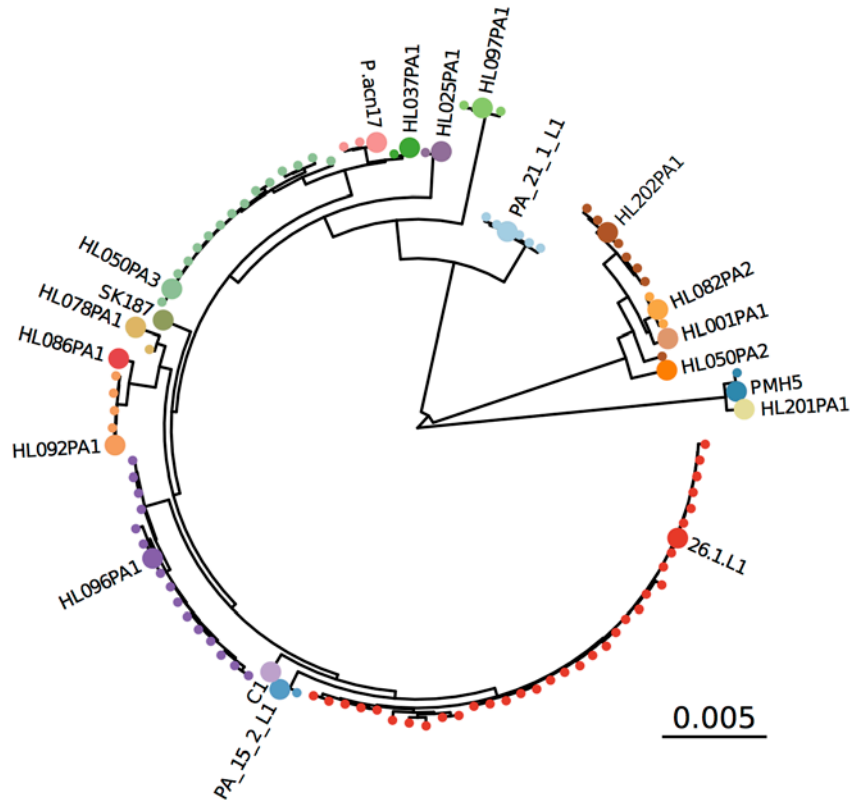 HL097PA1
P.acn17
HL037PA1
HL025PA1
PA_21_1_L1
HL202PA1
HL050PA3
SK187
HL078PA1
HL086PA1
HL082PA2
HL001PA1
HL050PA2
PMH5
HL201PA1
HL092PA1
26.1.L1
HL096PA1
C1
PA_15_2_L1
0.005